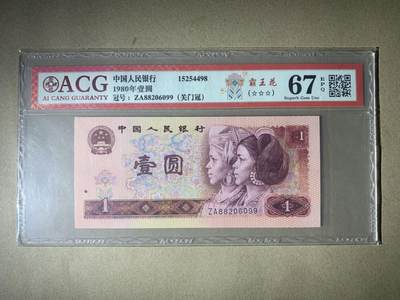 ACG
AI CANG GUARANTY
中国人民银行 15254498
1980年壹圆
冠号：ZA88206099（关门冠）
霸王花
(☆☆☆)
67 EPQ
Superb Gem Unc
中国人民银行
1
壹圆
1
ZA88206099
1